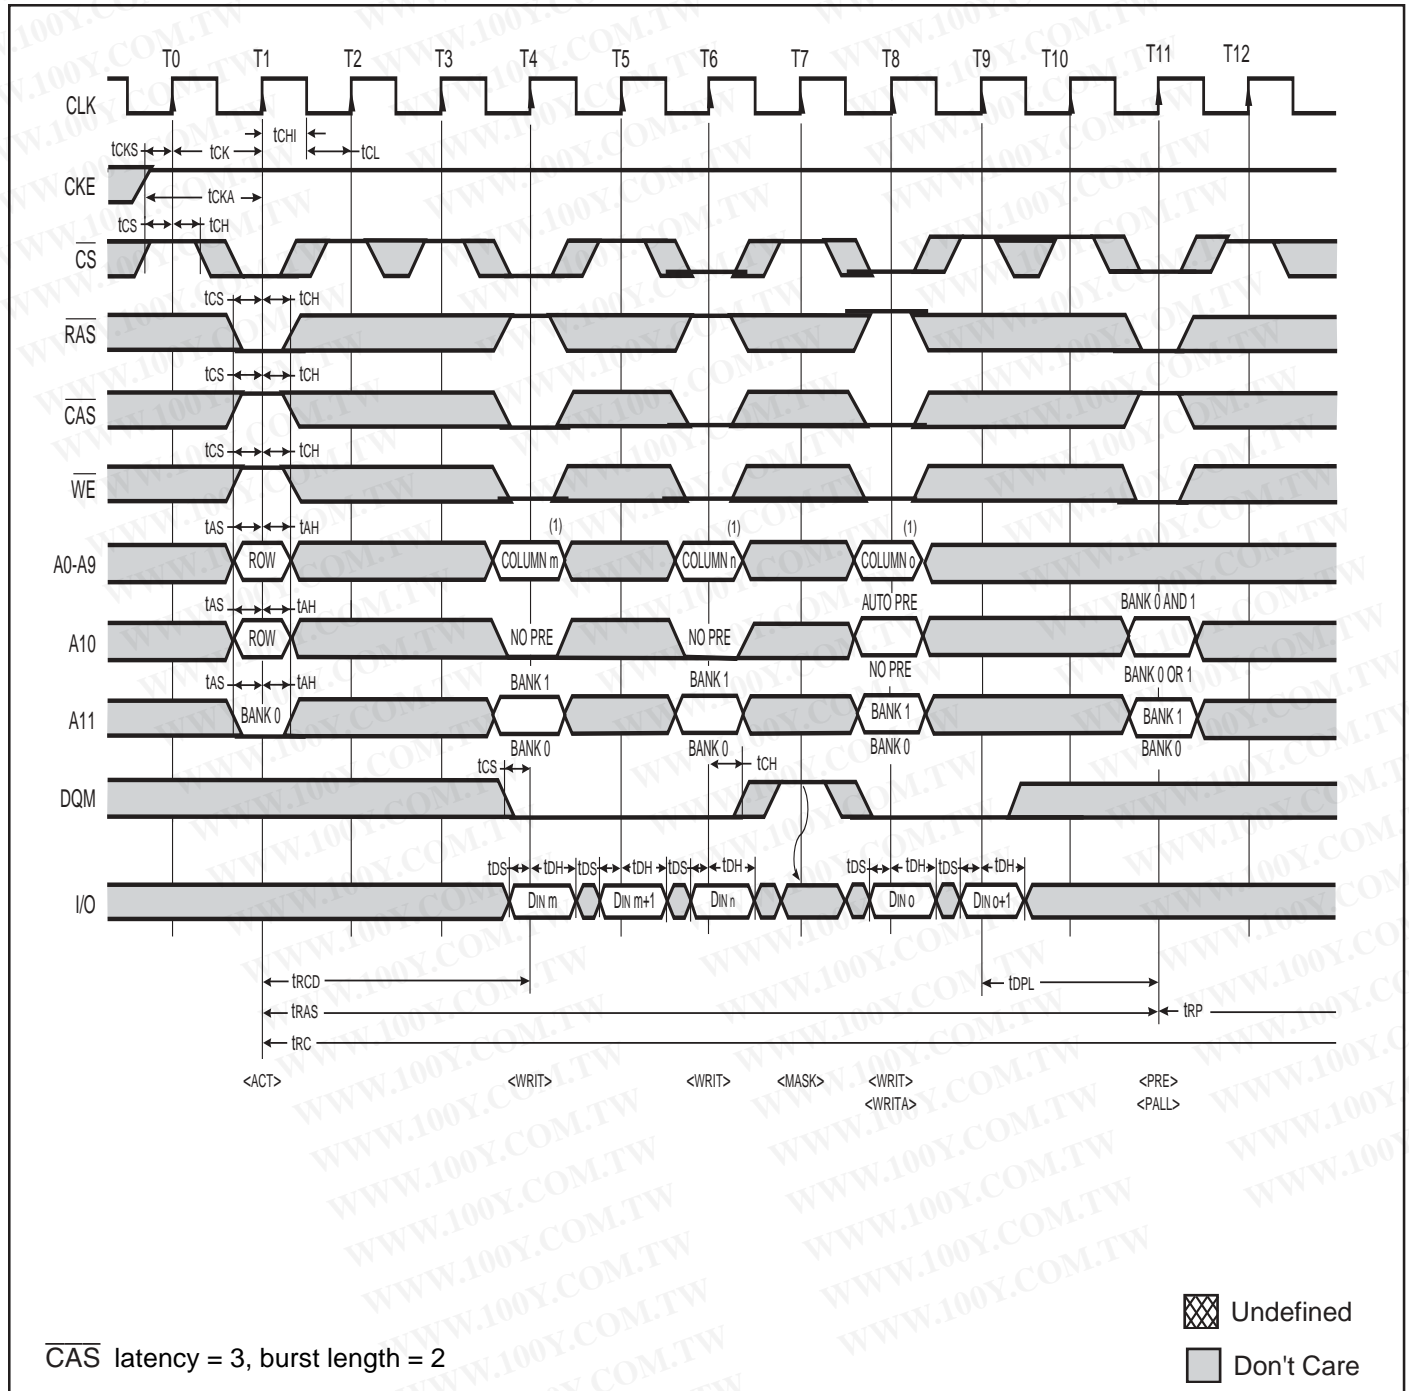 T0 T1 T2 T3 T4 T5 T6 T7 T8 T9 T10 T11 T12
CLK
tCHI
tCKS tCK tCL
CKE
tCKA
tCS tCH
CS
tCS tCH
RAS
tCS tCH
CAS
tCS tCH
WE
tAS tAH (1) (1) (1)
A0-A9 ROW COLUMN m COLUMN n COLUMN o
tAS tAH AUTO PRE BANK 0 AND 1
A10 ROW NO PRE NO PRE
NO PRE BANK 0 OR 1
tAS tAH BANK 1 BANK 1
A11 BANK 0 BANK 1 BANK 1
BANK 0 BANK 0 BANK 0 BANK 0
tCS tCH
DQM
tDS tDH tDS tDH tDS tDH tDS tDH tDS tDH
I/O DIN m DIN m+1 DIN n DIN o DIN o+1
tRCD tDPL
tRAS tRP
tRC
<ACT> <WRIT> <WRIT> <MASK> <WRIT> <PRE>
<WRITA> <PALL>
Undefined
CAS latency = 3, burst length = 2
Don't Care
WWW.100Y.COM.TW